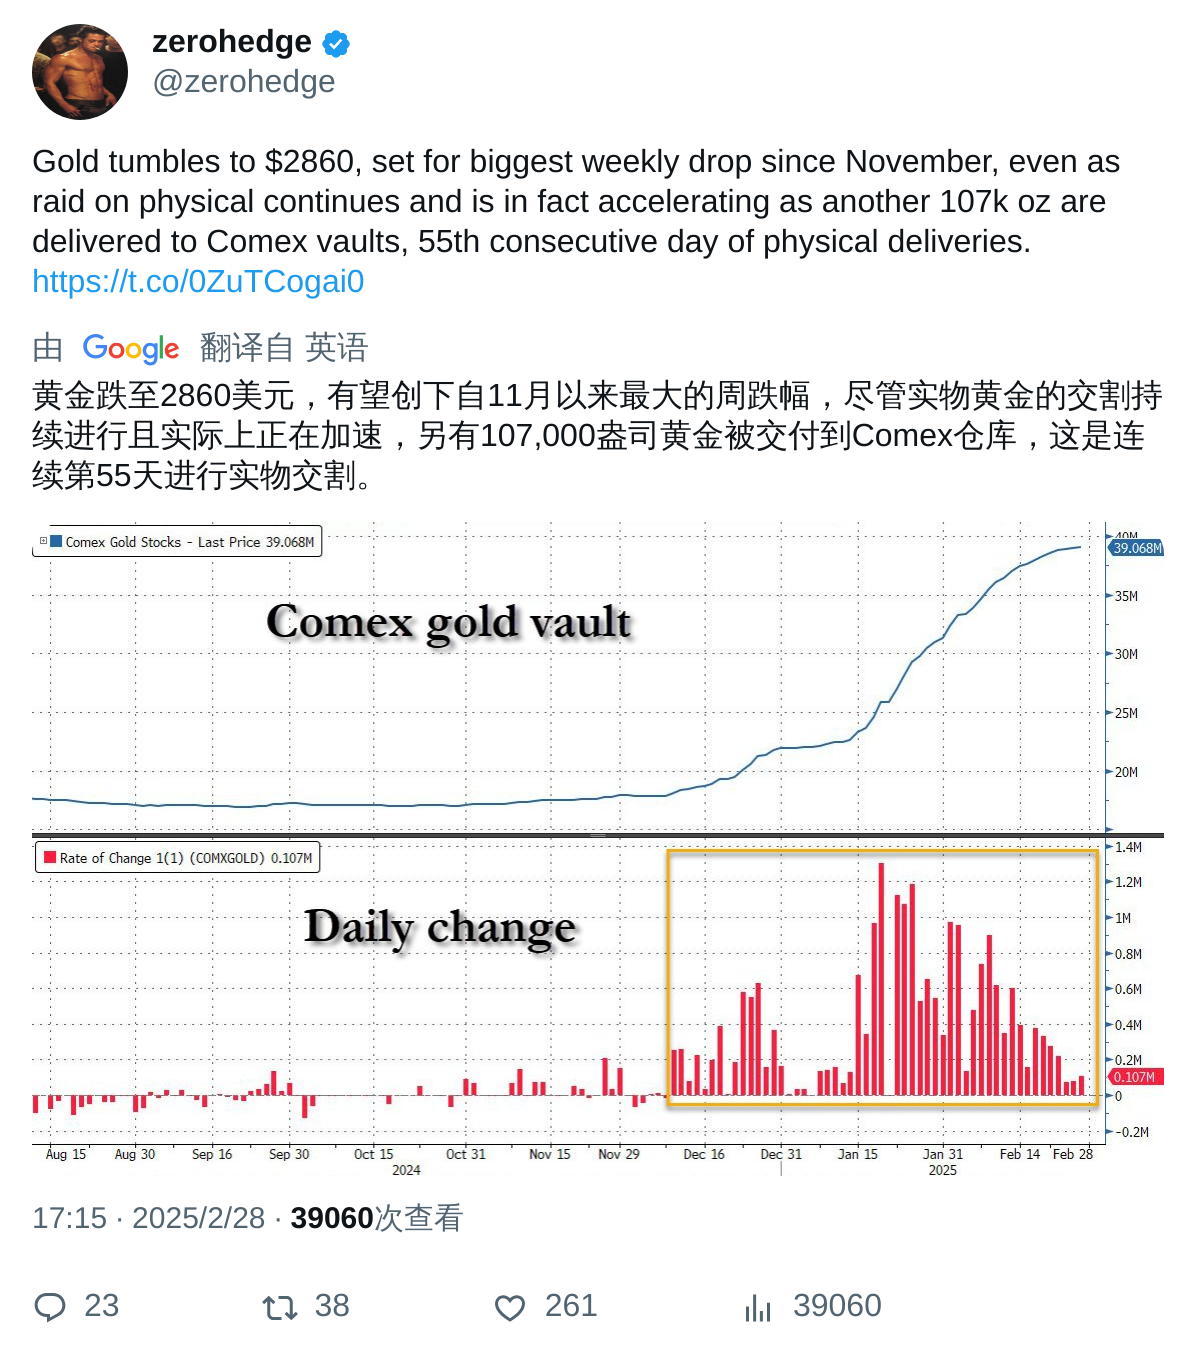 zerohedge
@zerohedge
Gold tumbles to $2860, set for biggest weekly drop since November, even as
raid on physical continues and is in fact accelerating as another 107k oz are
delivered to Comex vaults, 55th consecutive day of physical deliveries.
https://t.co/0ZuTCogai0
由 Google 翻译自 英语
黄金跌至2860美元，有望创下自11月以来最大的周跌幅，尽管实物黄金的交割持
续进行且实际上正在加速，另有107,000盎司黄金被交付到Comex仓库，这是连
续第55天进行实物交割。
Comex Gold Stocks - Last Price 39.068M
Comex gold vault
40M
39.068M
35M
30M
25M
20M
Rate of Change 1(1) (COMXGOLD) 0.107M
Daily change
1.4M
1.2M
1M
0.8M
0.6M
0.4M
0.2M
0.107M
0
-0.2M
Aug 15 Aug 30 Sep 16 Sep 30 Oct 15 Oct 31 Nov 15 Nov 29 Dec 16 Dec 31 Jan 15 Jan 31 Feb 14 Feb 28
2024 2025
17:15 · 2025/2/28 · 39060次查看
23 38 261 39060